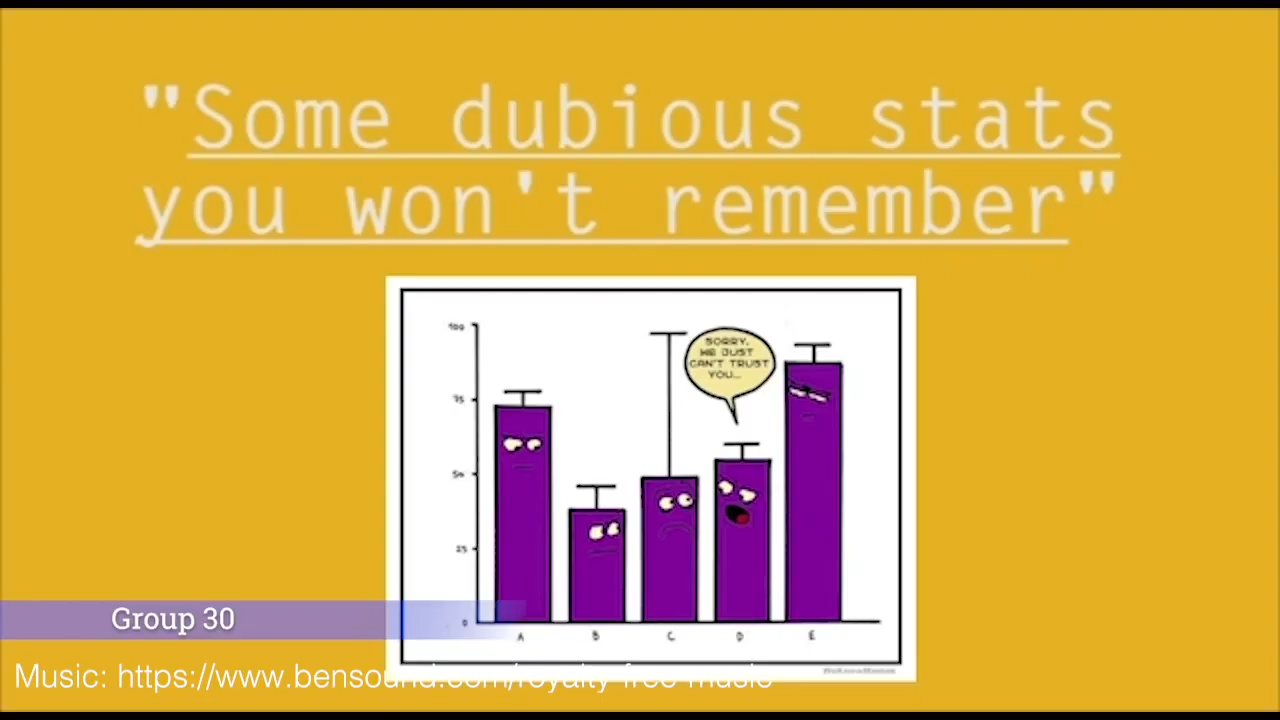 "Some dubious stats
you won't remember"
100
75
50
25
0
SORRY,
WE JUST
CAN'T TRUST
YOU...
A B C D E
Group 30
Music: https://www.bensound.com/royalty-free-music